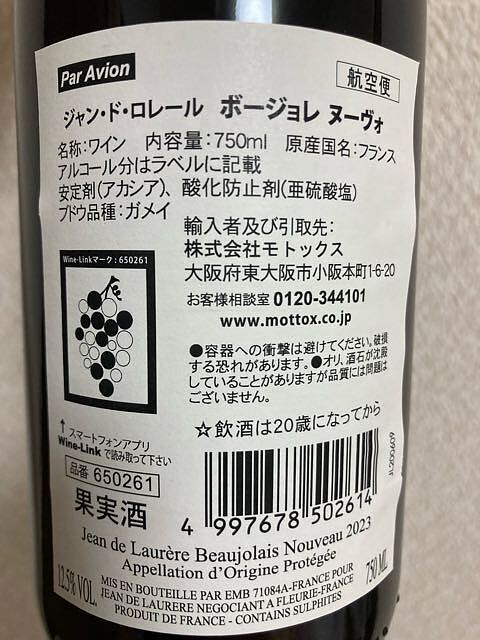 Par Avion
航空便
ジャン・ド・ロレール ボージョレ ヌーヴォ
名称:ワイン 内容量:750ml 原産国名:フランス
アルコール分はラベルに記載
安定剤(アカシア)、酸化防止剤(亜硫酸塩)
ブドウ品種:ガメイ
輸入者及び引取先:
株式会社モトックス
大阪府東大阪市小阪本町1-6-20
お客様相談室 0120-344101
www.mottox.co.jp
Wine-Linkマーク:650261
●容器への衝撃は避けてください。破損
する恐れがあります。●オリ、酒石が沈殿
していることがありますが品質には問題は
ございません。
↑スマートフォンアプリ
Wine-Linkで読み取って下さい
☆飲酒は20歳になってから
品番 650261
果実酒
JL200609
4 997678 502614
Jean de Laurère Beaujolais Nouveau 2023
Appellation d'Origine Protégée
12.5% VOL.
750 ML
MIS EN BOUTEILLE PAR EMB 71084A-FRANCE POUR
JEAN DE LAURERE NEGOCIANT A FLEURIE-FRANCE
PRODUIT DE FRANCE - CONTAINS SULPHITES